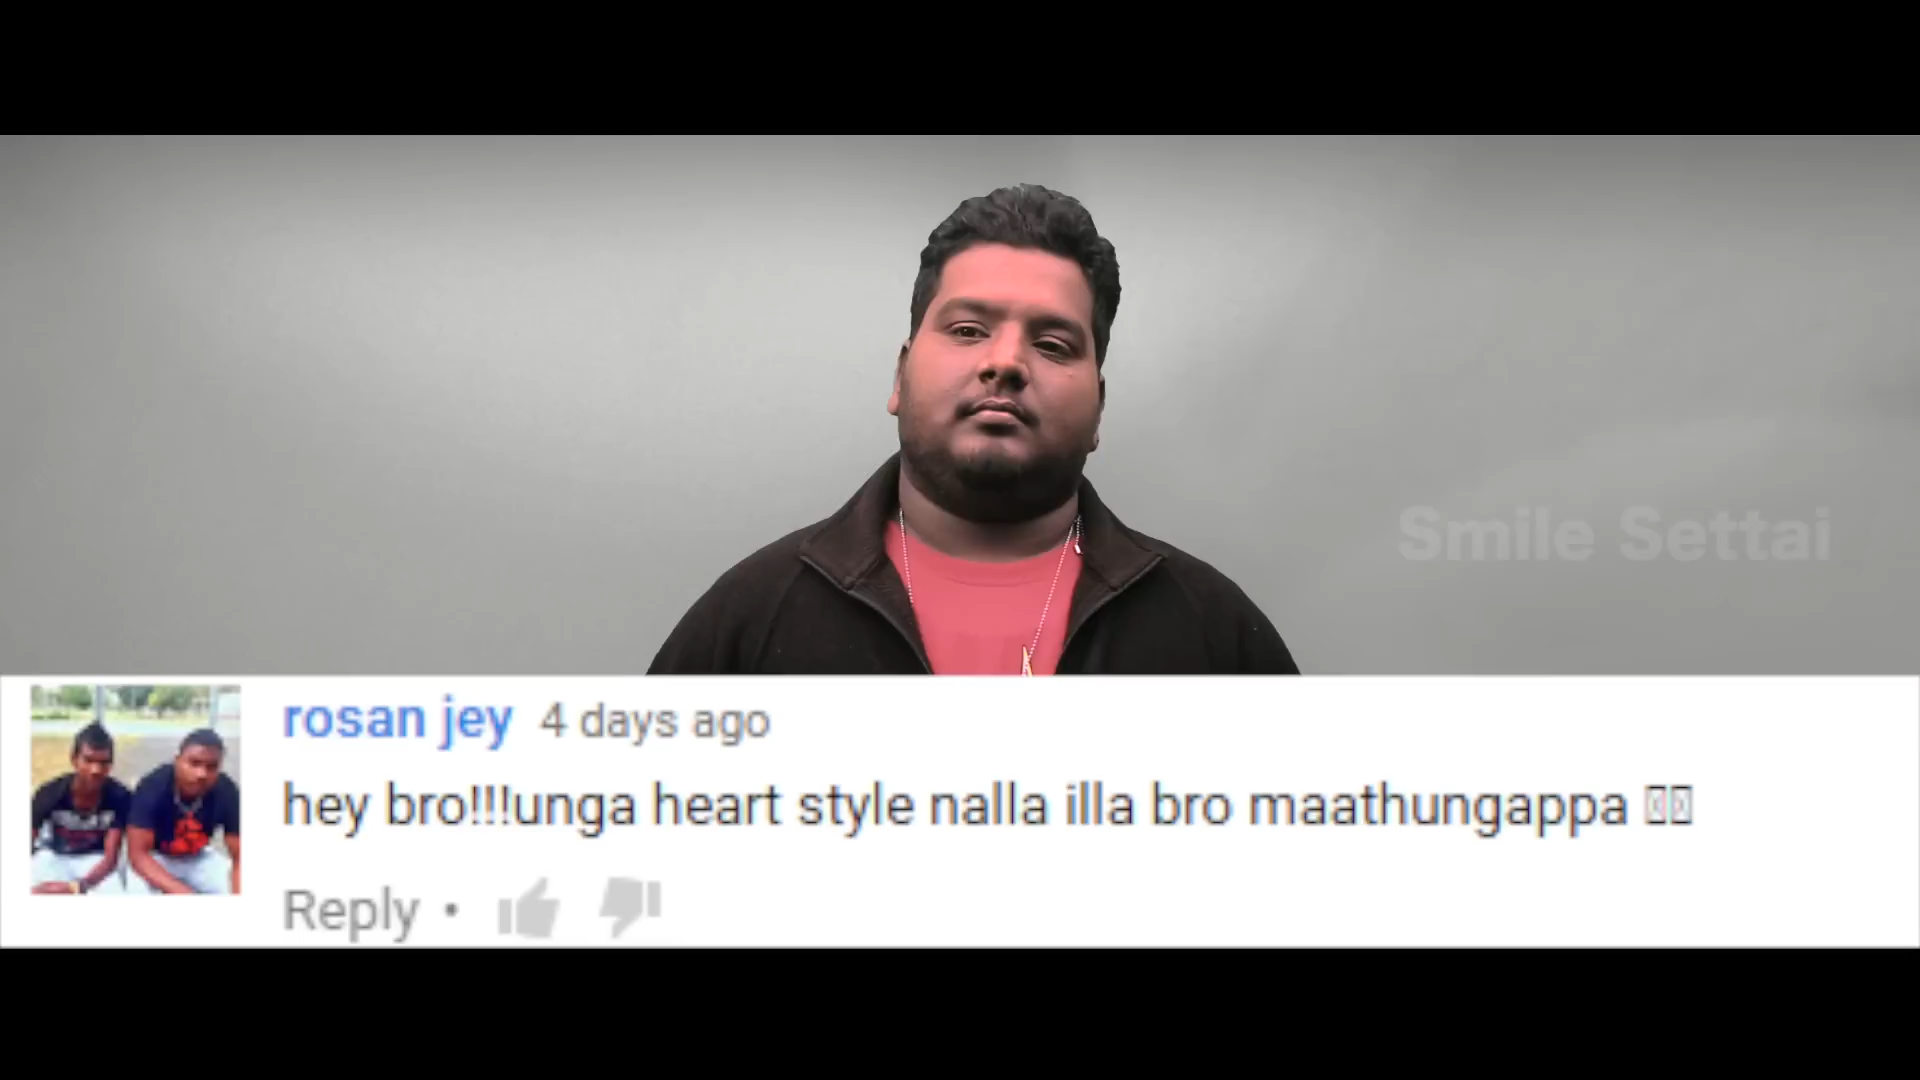 Smile Settai
rosan jey 4 days ago
hey bro!!!unga heart style nalla illa bro maathungappa
Reply •